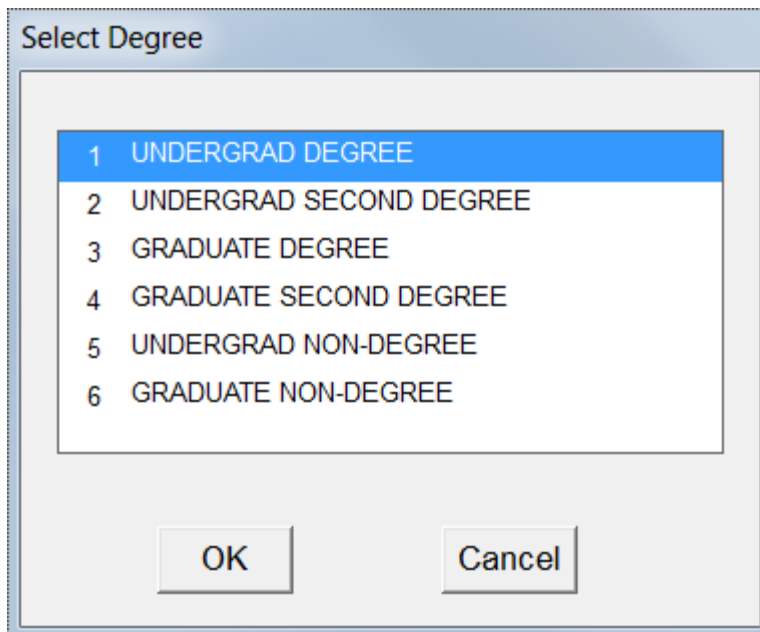 Select Degree
1 UNDERGRAD DEGREE
2 UNDERGRAD SECOND DEGREE
3 GRADUATE DEGREE
4 GRADUATE SECOND DEGREE
5 UNDERGRAD NON-DEGREE
6 GRADUATE NON-DEGREE
OK Cancel